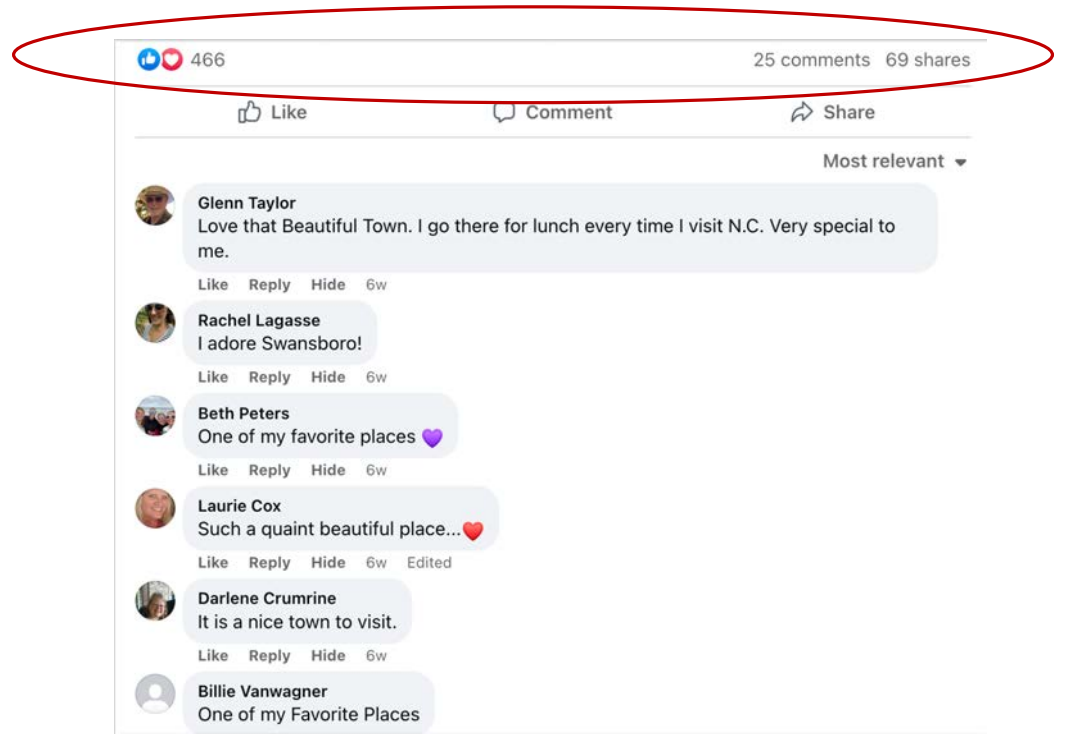 466 25 comments 69 shares
Like Comment Share
Most relevant
Glenn Taylor
Love that Beautiful Town. I go there for lunch every time I visit N.C. Very special to
me.
Like Reply Hide 6w
Rachel Lagasse
I adore Swansboro!
Like Reply Hide 6w
Beth Peters
One of my favorite places 💜
Like Reply Hide 6w
Laurie Cox
Such a quaint beautiful place...❤️
Like Reply Hide 6w Edited
Darlene Crumrine
It is a nice town to visit.
Like Reply Hide 6w
Billie Vanwagner
One of my Favorite Places